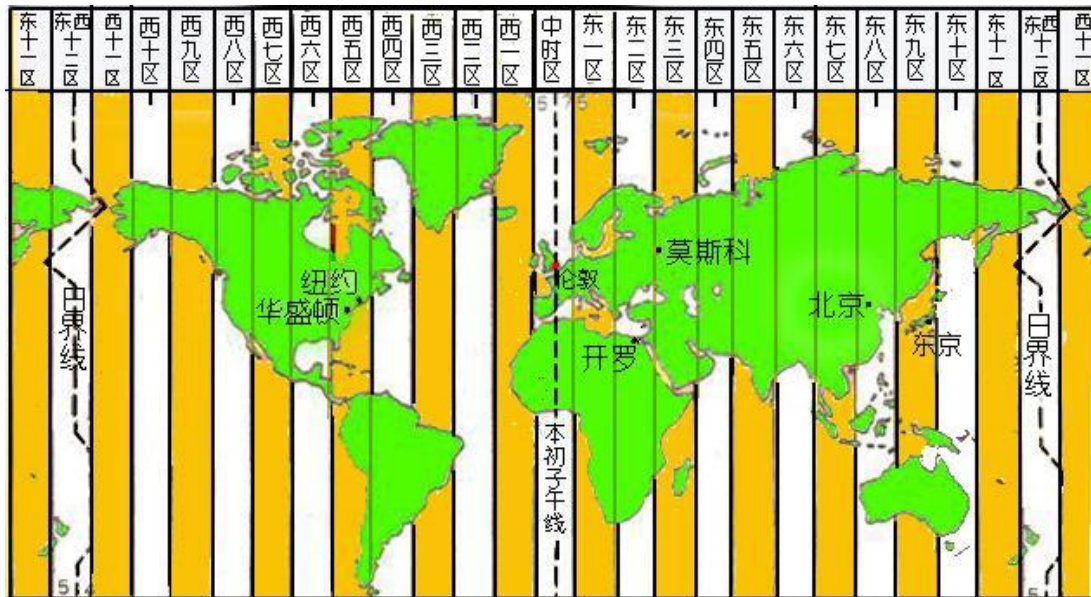 东十一区
东西十二区
西十一区
西十区
西九区
西八区
西七区
西六区
西五区
西四区
西三区
西二区
西一区
中时区
东一区
东二区
东三区
东四区
东五区
东六区
东七区
东八区
东九区
东十区
东十一区
东西十二区
西十一区
75 75
莫斯科
纽约
伦敦
华盛顿
北京
日界线
开罗
东京
日界线
本初子午线